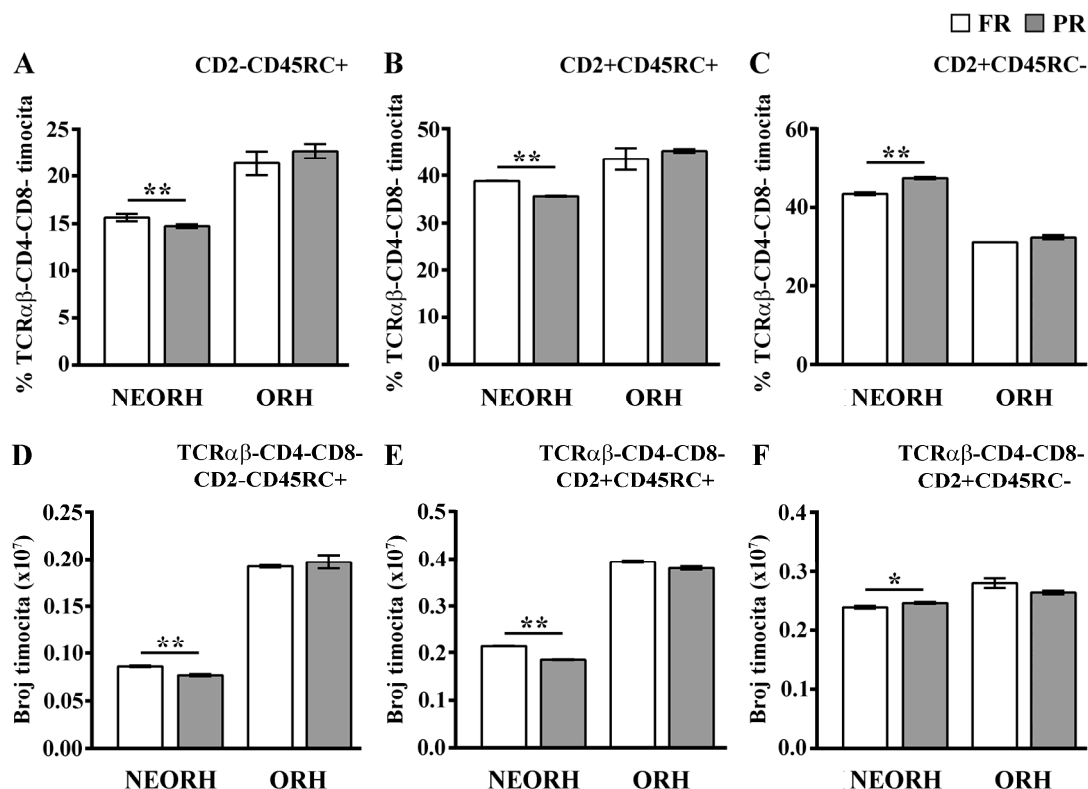 FR PR
A CD2-CD45RC+
% TCRαβ-CD4-CD8- timocita
25
20
15
10
5
0
**
NEORH ORH
B CD2+CD45RC+
% TCRαβ-CD4-CD8- timocita
50
40
30
20
10
0
**
NEORH ORH
C CD2+CD45RC-
% TCRαβ-CD4-CD8- timocita
60
40
20
0
**
NEORH ORH
D TCRαβ-CD4-CD8-
CD2-CD45RC+
Broj timocita (x10⁷)
0.25
0.20
0.15
0.10
0.05
0.00
**
NEORH ORH
E TCRαβ-CD4-CD8-
CD2+CD45RC+
Broj timocita (x10⁷)
0.5
0.4
0.3
0.2
0.1
0.0
**
NEORH ORH
F TCRαβ-CD4-CD8-
CD2+CD45RC-
Broj timocita (x10⁷)
0.4
0.3
0.2
0.1
0.0
*
NEORH ORH